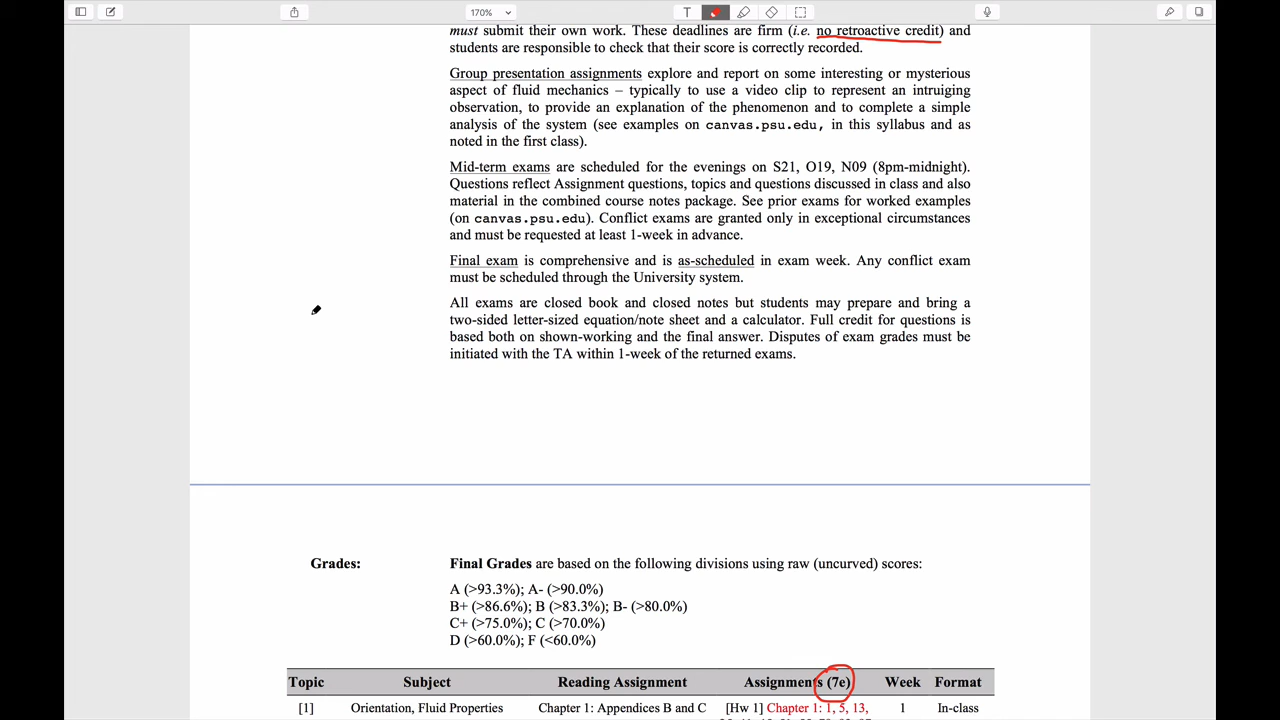 170%
T
must submit their own work. These deadlines are firm (i.e. no retroactive credit) and
students are responsible to check that their score is correctly recorded.
Group presentation assignments explore and report on some interesting or mysterious
aspect of fluid mechanics – typically to use a video clip to represent an intruiging
observation, to provide an explanation of the phenomenon and to complete a simple
analysis of the system (see examples on canvas.psu.edu, in this syllabus and as
noted in the first class).
Mid-term exams are scheduled for the evenings on S21, O19, N09 (8pm-midnight).
Questions reflect Assignment questions, topics and questions discussed in class and also
material in the combined course notes package. See prior exams for worked examples
(on canvas.psu.edu). Conflict exams are granted only in exceptional circumstances
and must be requested at least 1-week in advance.
Final exam is comprehensive and is as-scheduled in exam week. Any conflict exam
must be scheduled through the University system.
All exams are closed book and closed notes but students may prepare and bring a
two-sided letter-sized equation/note sheet and a calculator. Full credit for questions is
based both on shown-working and the final answer. Disputes of exam grades must be
initiated with the TA within 1-week of the returned exams.
Grades: Final Grades are based on the following divisions using raw (uncurved) scores:
A (>93.3%); A- (>90.0%)
B+ (>86.6%); B (>83.3%); B- (>80.0%)
C+ (>75.0%); C (>70.0%)
D (>60.0%); F (<60.0%)
Topic Subject Reading Assignment Assignments (7e) Week Format
[1] Orientation, Fluid Properties Chapter 1: Appendices B and C [Hw 1] Chapter 1: 1, 5, 13, 1 In-class